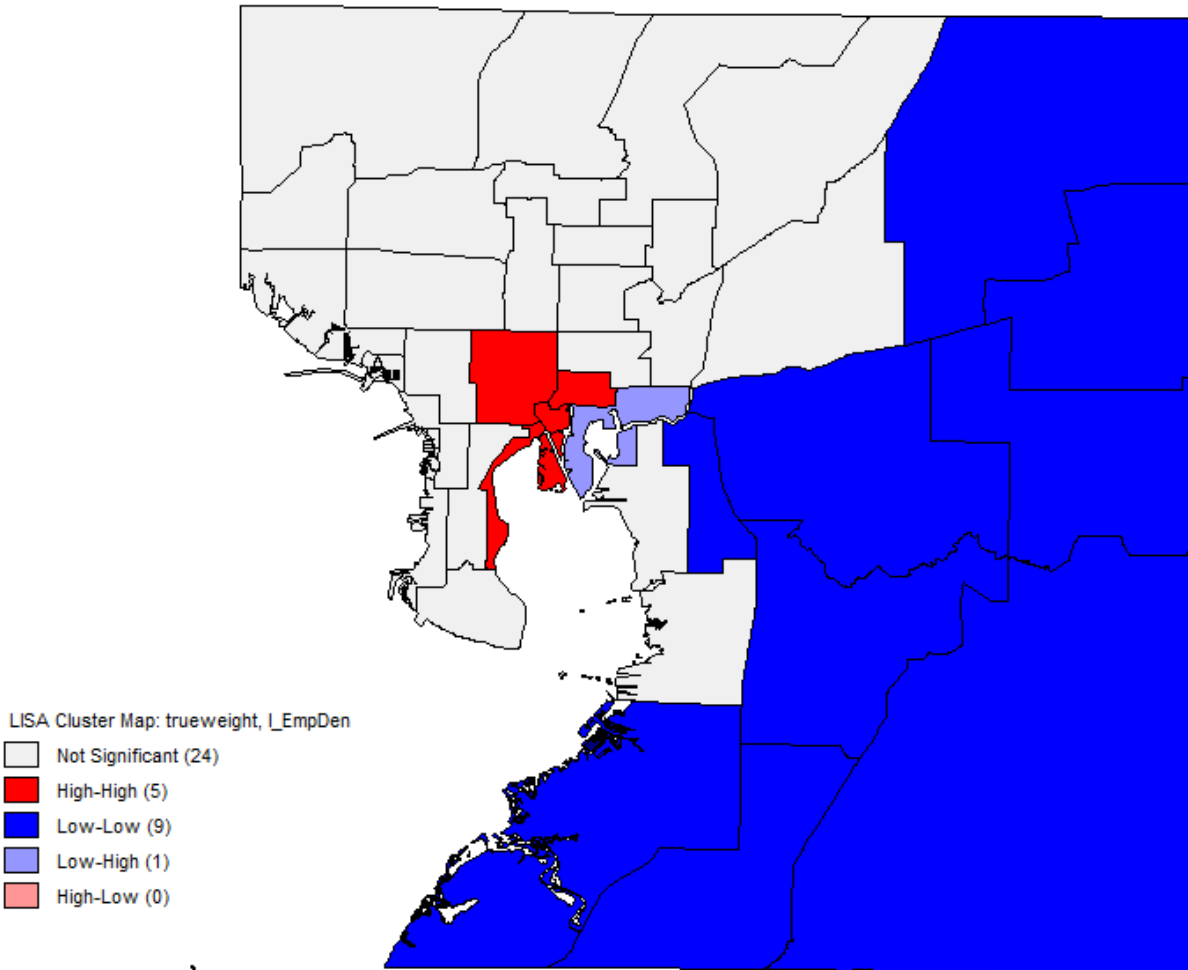 LISA Cluster Map: trueweight, I_EmpDen
Not Significant (24)
High-High (5)
Low-Low (9)
Low-High (1)
High-Low (0)